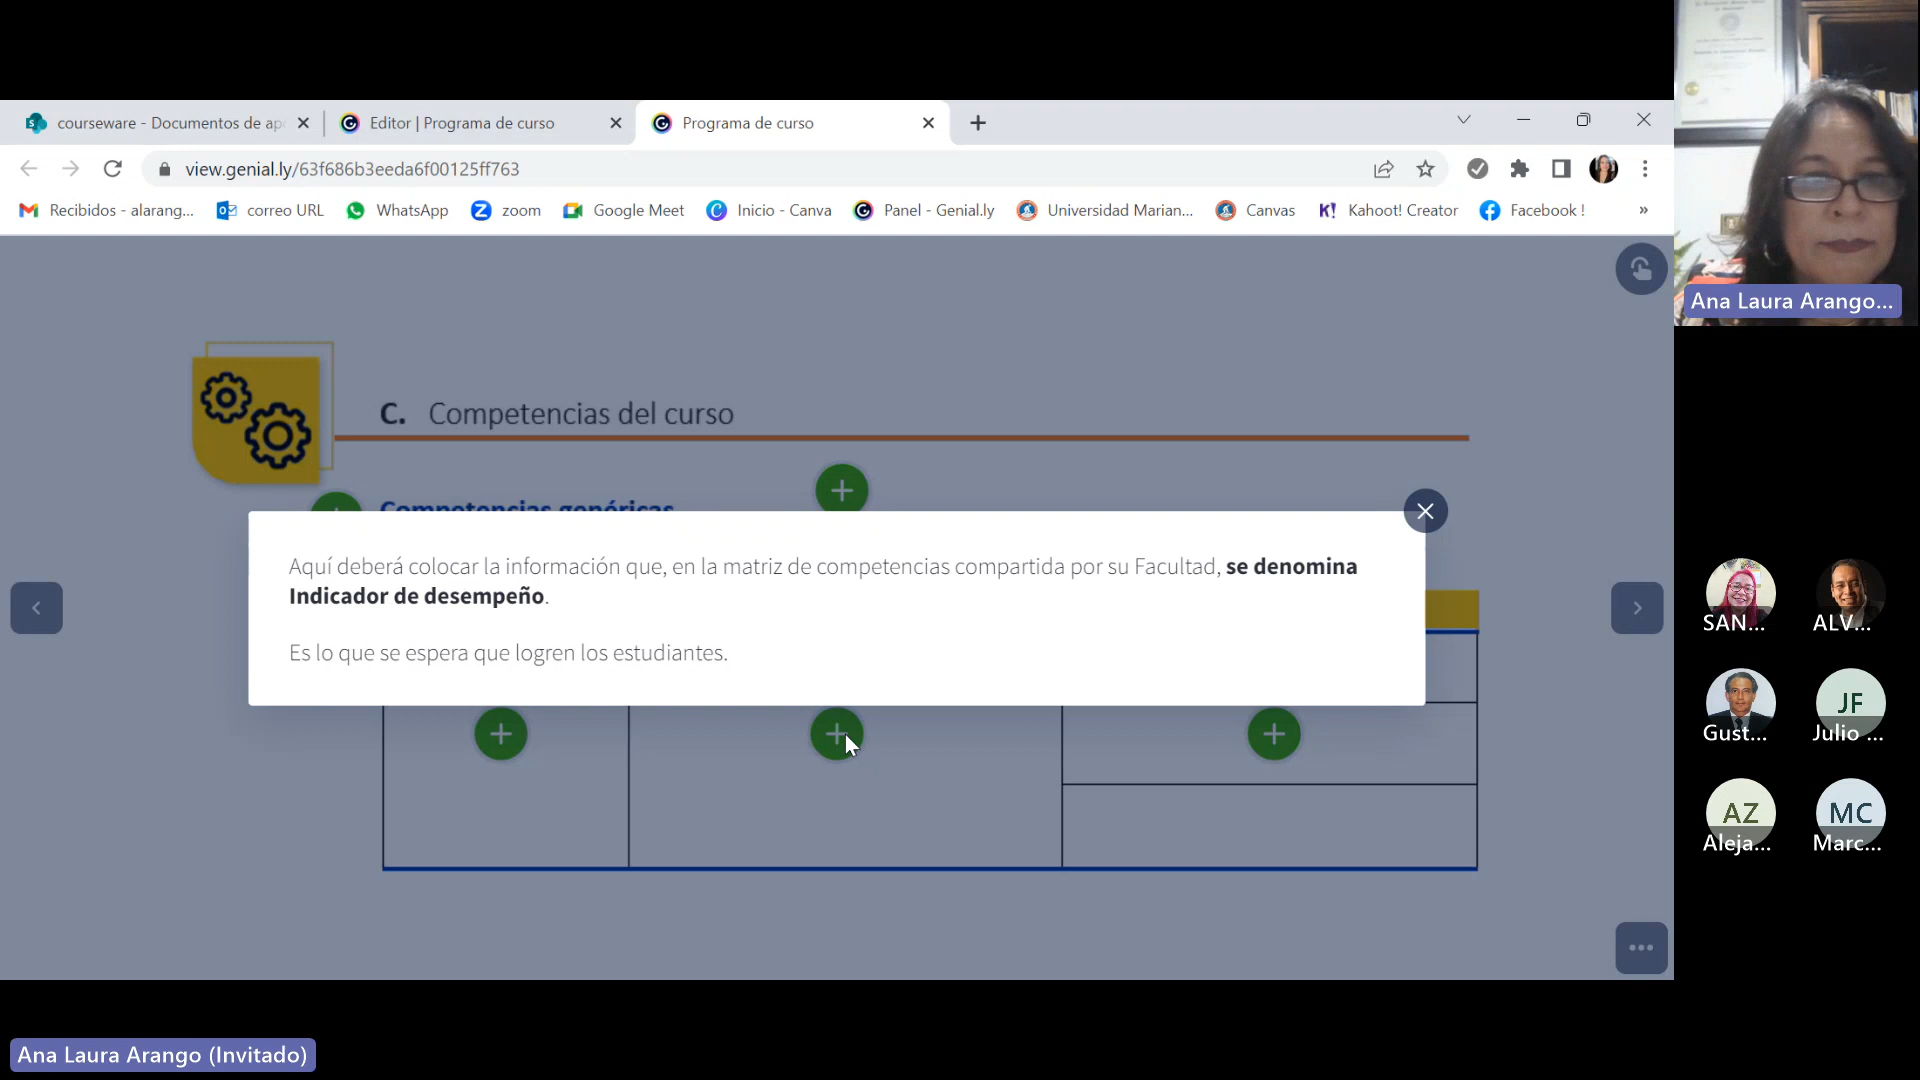 courseware - Documentos de ap
Editor | Programa de curso
Programa de curso
view.genial.ly/63f686b3eeda6f00125ff763
Recibidos - alarang...
correo URL
WhatsApp
zoom
Google Meet
Inicio - Canva
Panel - Genial.ly
Universidad Marian...
Canvas
Kahoot! Creator
Facebook !
»
Ana Laura Arango...
C. Competencias del curso
Competencias genéricas
Aquí deberá colocar la información que, en la matriz de competencias compartida por su Facultad, se denomina
Indicador de desempeño.
Es lo que se espera que logren los estudiantes.
SAN...
ALV...
Gust...
JF
Julio ...
AZ
Aleja...
MC
Marc...
Ana Laura Arango (Invitado)